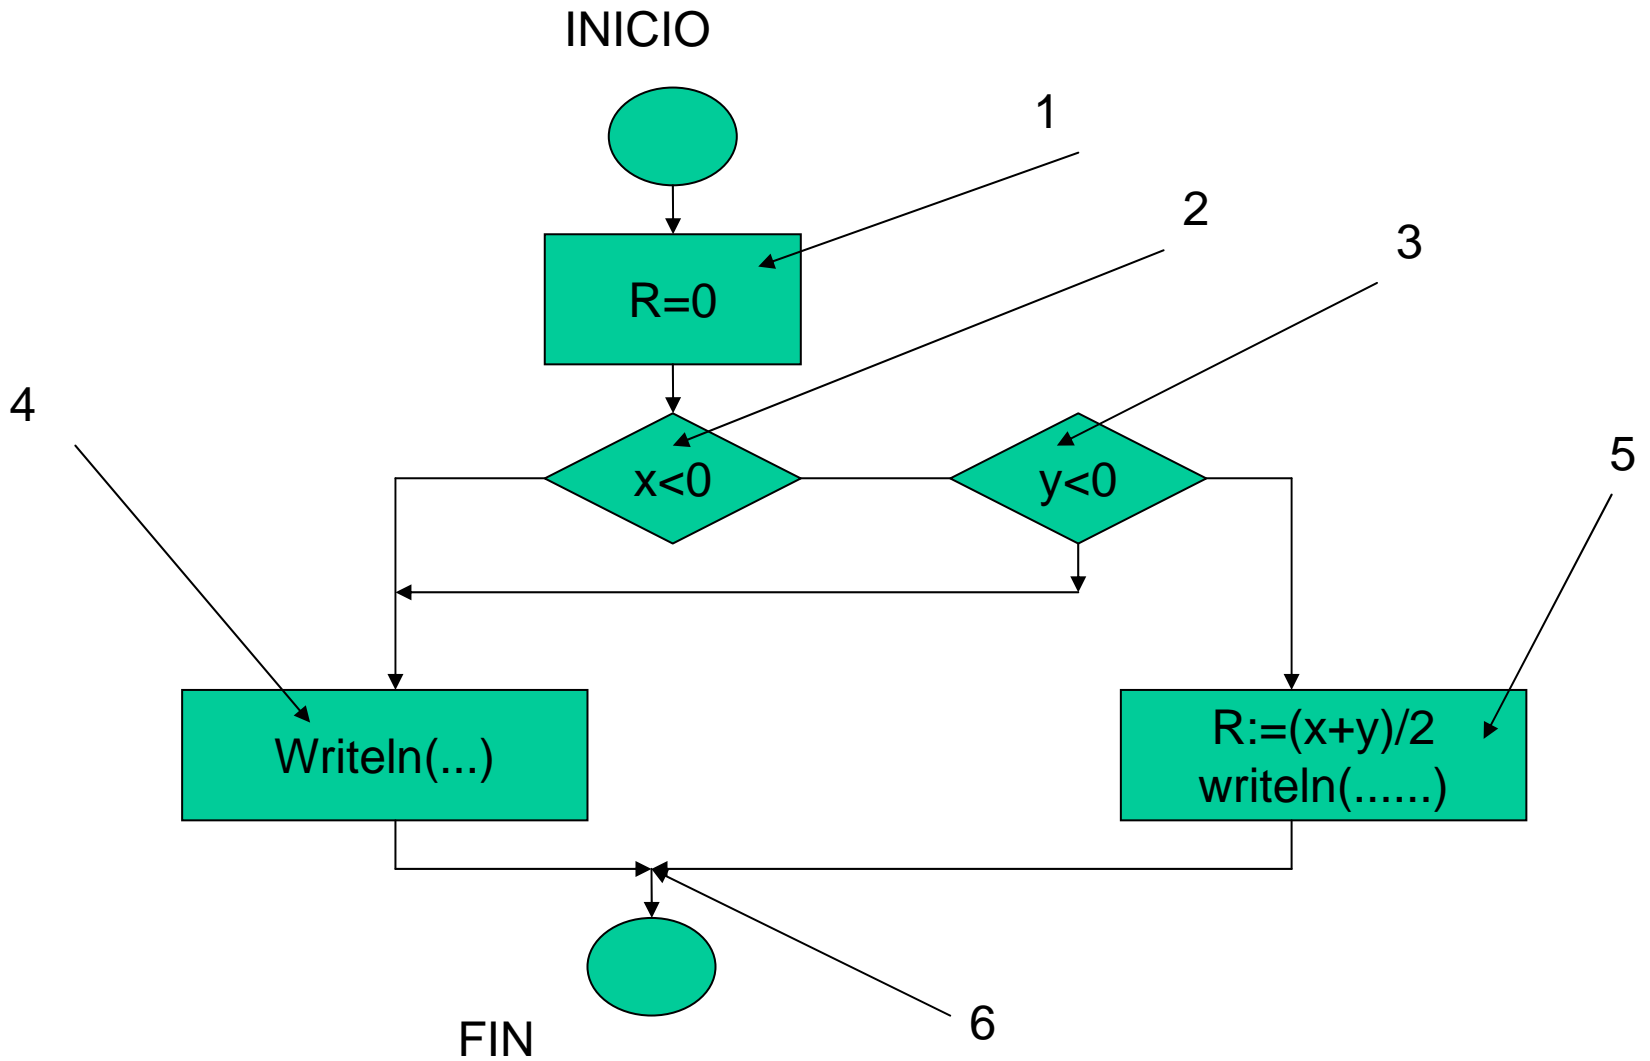 INICIO
1
2
3
R=0
4
x<0
y<0
5
Writeln(...)
R:=(x+y)/2
writeln(......)
6
FIN